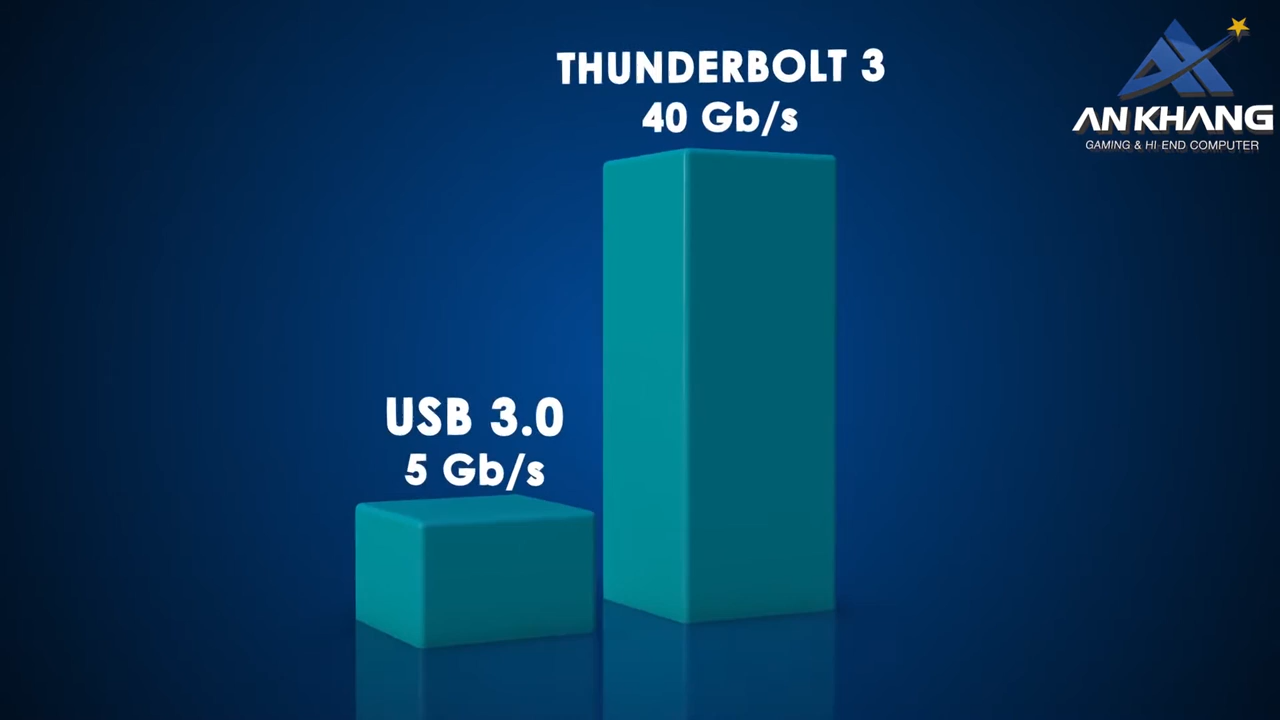 THUNDERBOLT 3
40 Gb/s
AN KHANG
GAMING & HI END COMPUTER
USB 3.0
5 Gb/s